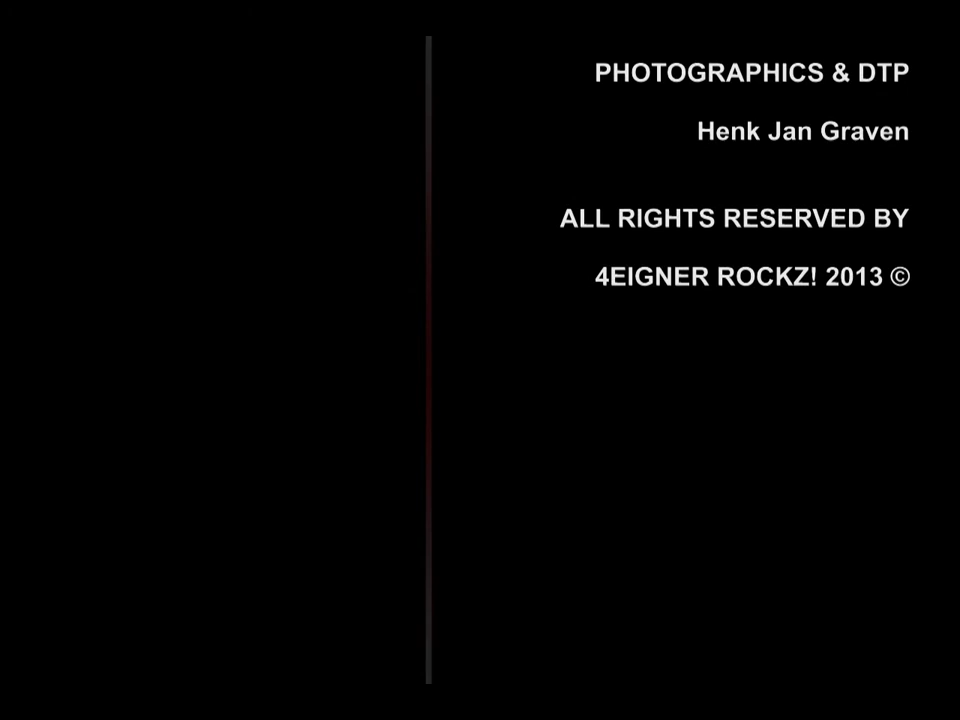 PHOTOGRAPHICS & DTP
Henk Jan Graven
ALL RIGHTS RESERVED BY
4EIGNER ROCKZ! 2013 ©